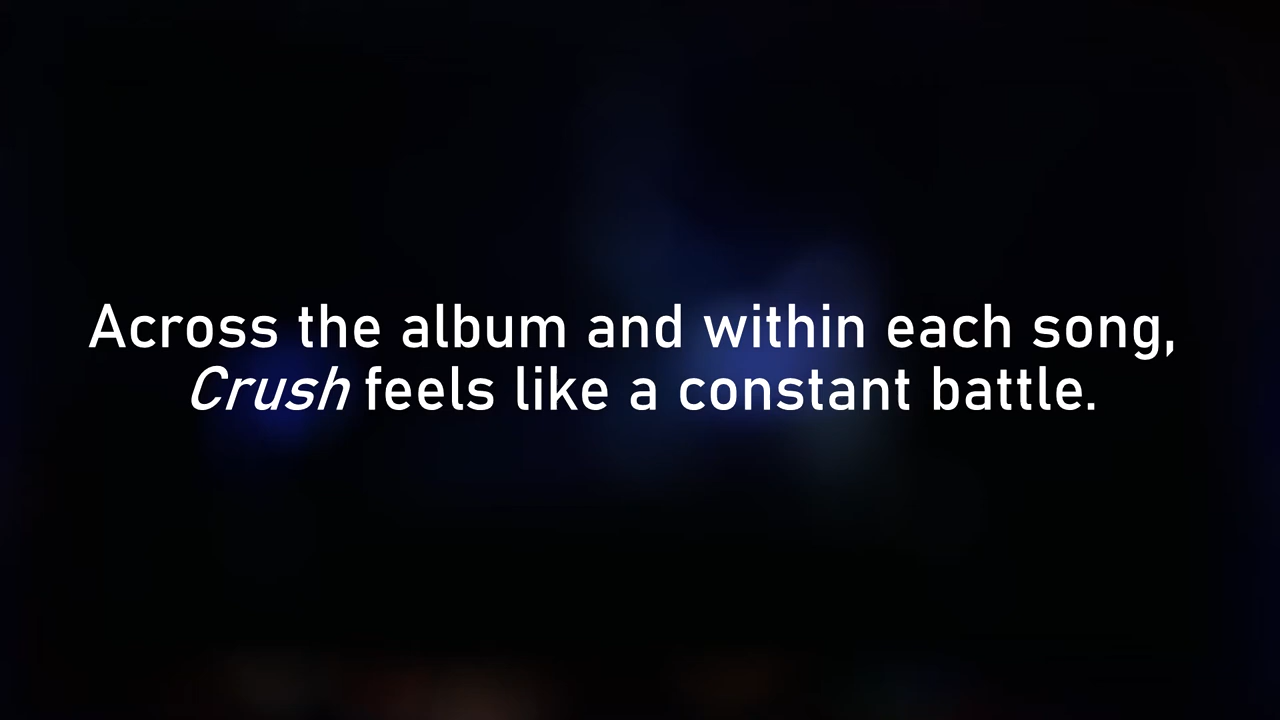 Across the album and within each song,
Crush feels like a constant battle.